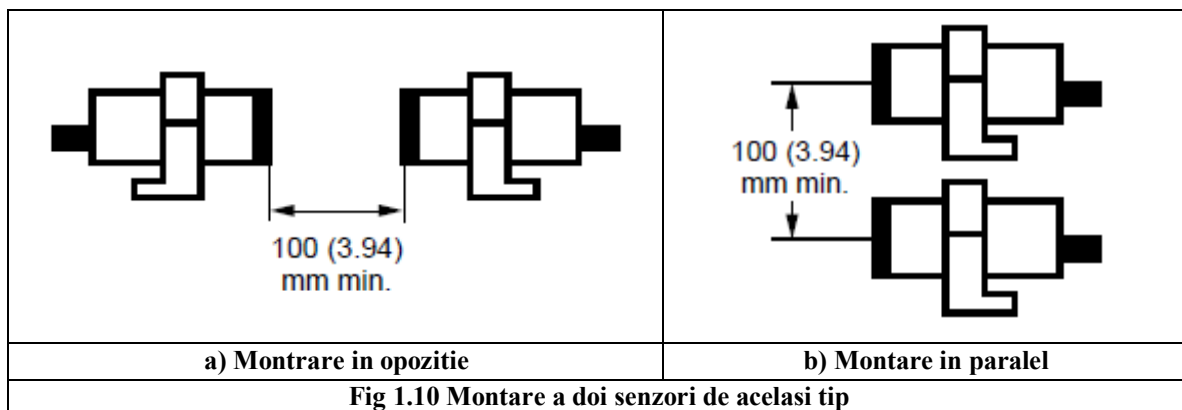 100 (3.94)
mm min.
100 (3.94)
mm min.
a) Montrare in opozitie
b) Montare in paralel
Fig 1.10 Montare a doi senzori de acelasi tip